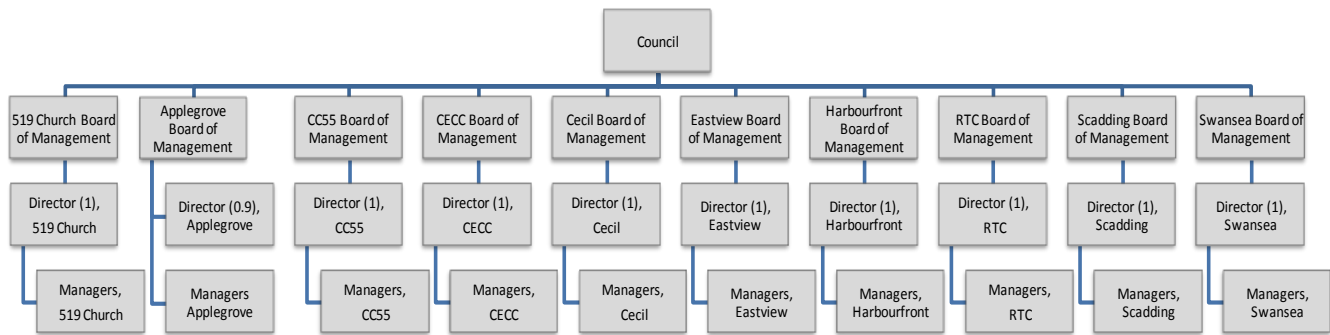 Council
519 Church Board
of Management
Applegrove
Board of
Management
CC55 Board of
Management
CECC Board of
Management
Cecil Board of
Management
Eastview Board
of Management
Harbourfront
Board of
Management
RTC Board of
Management
Scadding Board
of Management
Swansea Board of
Management
Director (1),
519 Church
Director (0.9),
Applegrove
Director (1),
CC55
Director (1),
CECC
Director (1),
Cecil
Director (1),
Eastview
Director (1),
Harbourfront
Director (1),
RTC
Director (1),
Scadding
Director (1),
Swansea
Managers,
519 Church
Managers
Applegrove
Managers,
CC55
Managers,
CECC
Managers,
Cecil
Managers,
Eastview
Managers,
Harbourfront
Managers,
RTC
Managers,
Scadding
Managers,
Swansea